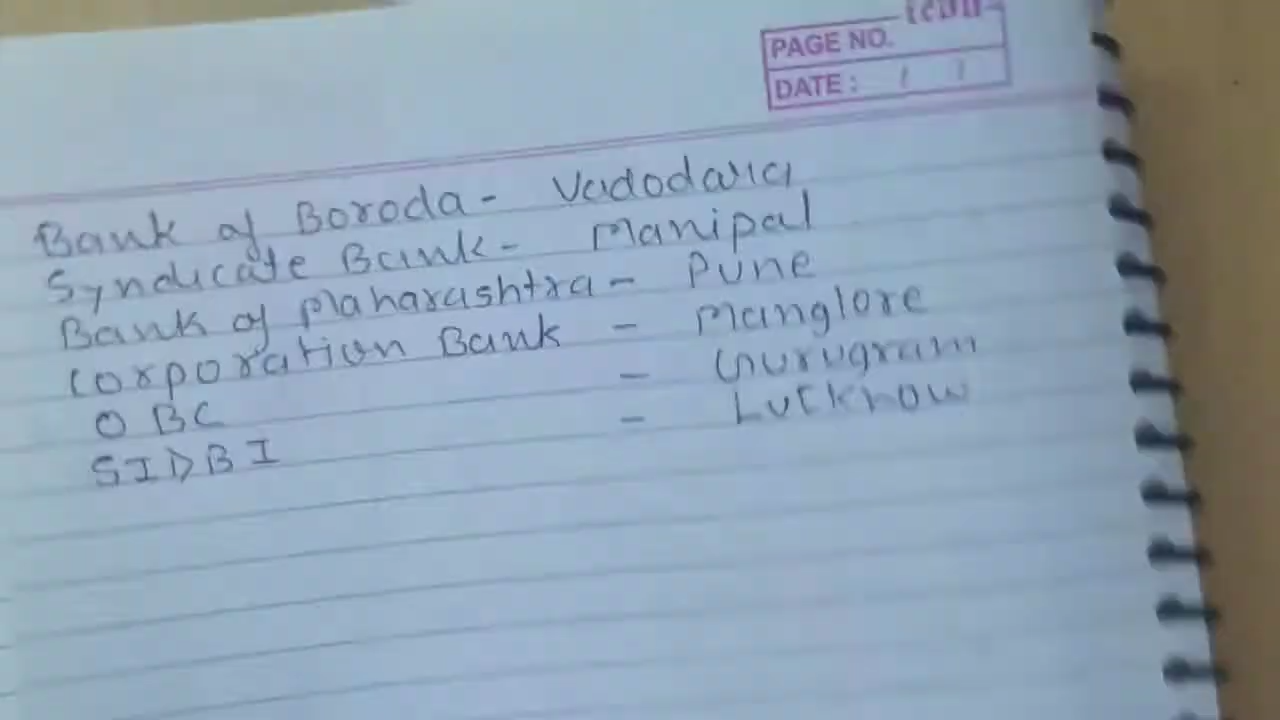 PAGE NO.
DATE: / /
Bank of Boroda - Vadodara
Syndicate Bank - Manipal
Bank of Maharashtra - Pune
Corporation Bank - Manglore
OBC - Gurugram
SIDBI - Lucknow